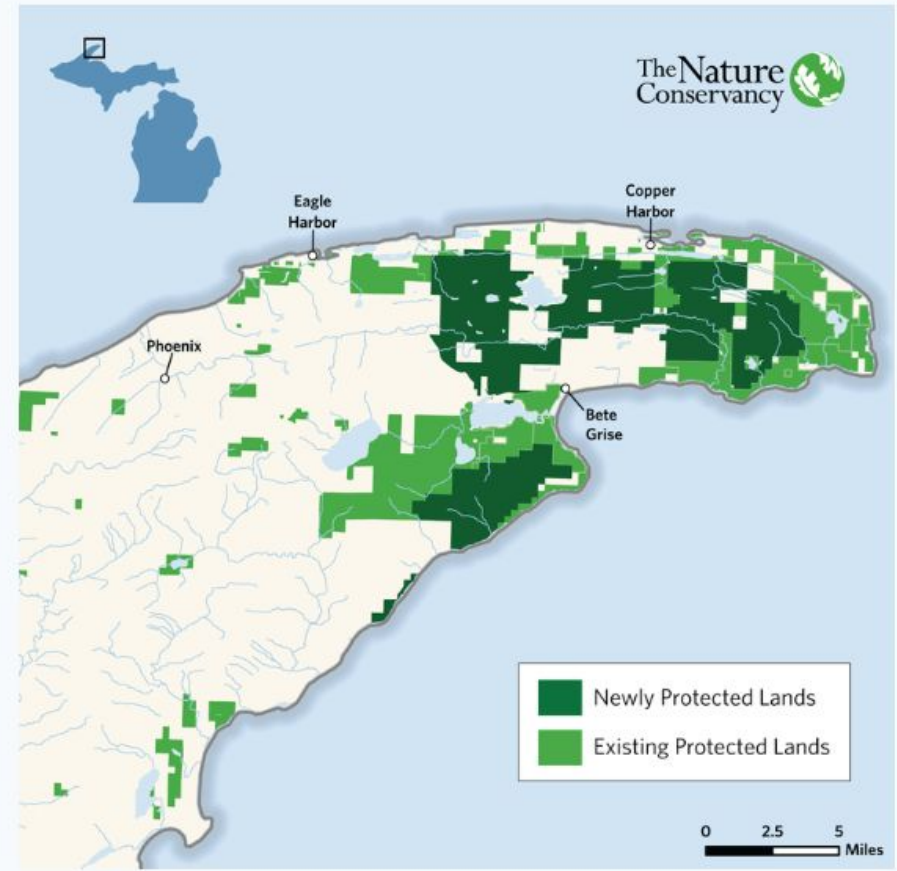 The Nature
Conservancy
Eagle
Harbor
Copper
Harbor
Phoenix
Bete
Grise
Newly Protected Lands
Existing Protected Lands
0 2.5 5
Miles